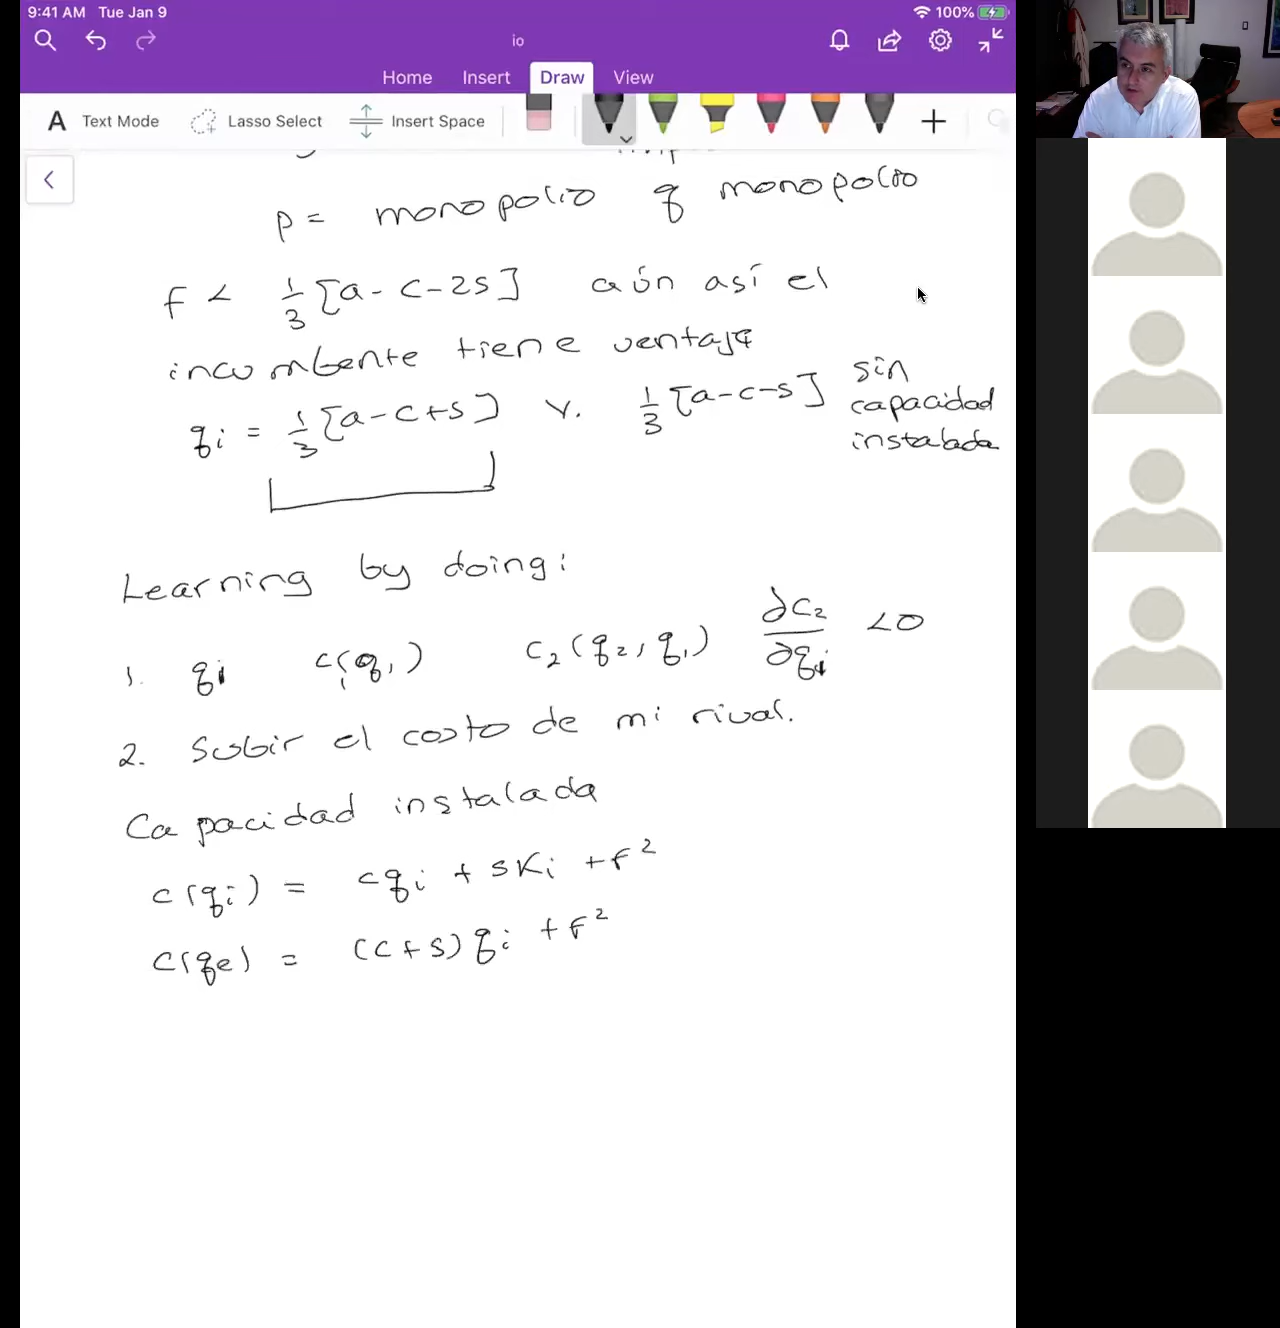 9:41 AM Tue Jan 9
100%
io
Home Insert Draw View
Text Mode Lasso Select Insert Space
p = monopolio q monopolio
f < 1/3 [a - c - 2s] aún así el
incumbente tiene ventaja
qi = 1/3 [a - c + s] v. 1/3 [a - c - s] sin
capacidad
instalada
Learning by doing:
1. q1 c1(q1) c2(q2, q1) ∂c2/∂q1 <0
2. Subir el costo de mi rival.
Capacidad instalada
c(qi) = cqi + sKi + F²
c(qe) = (c+s)qi + F²